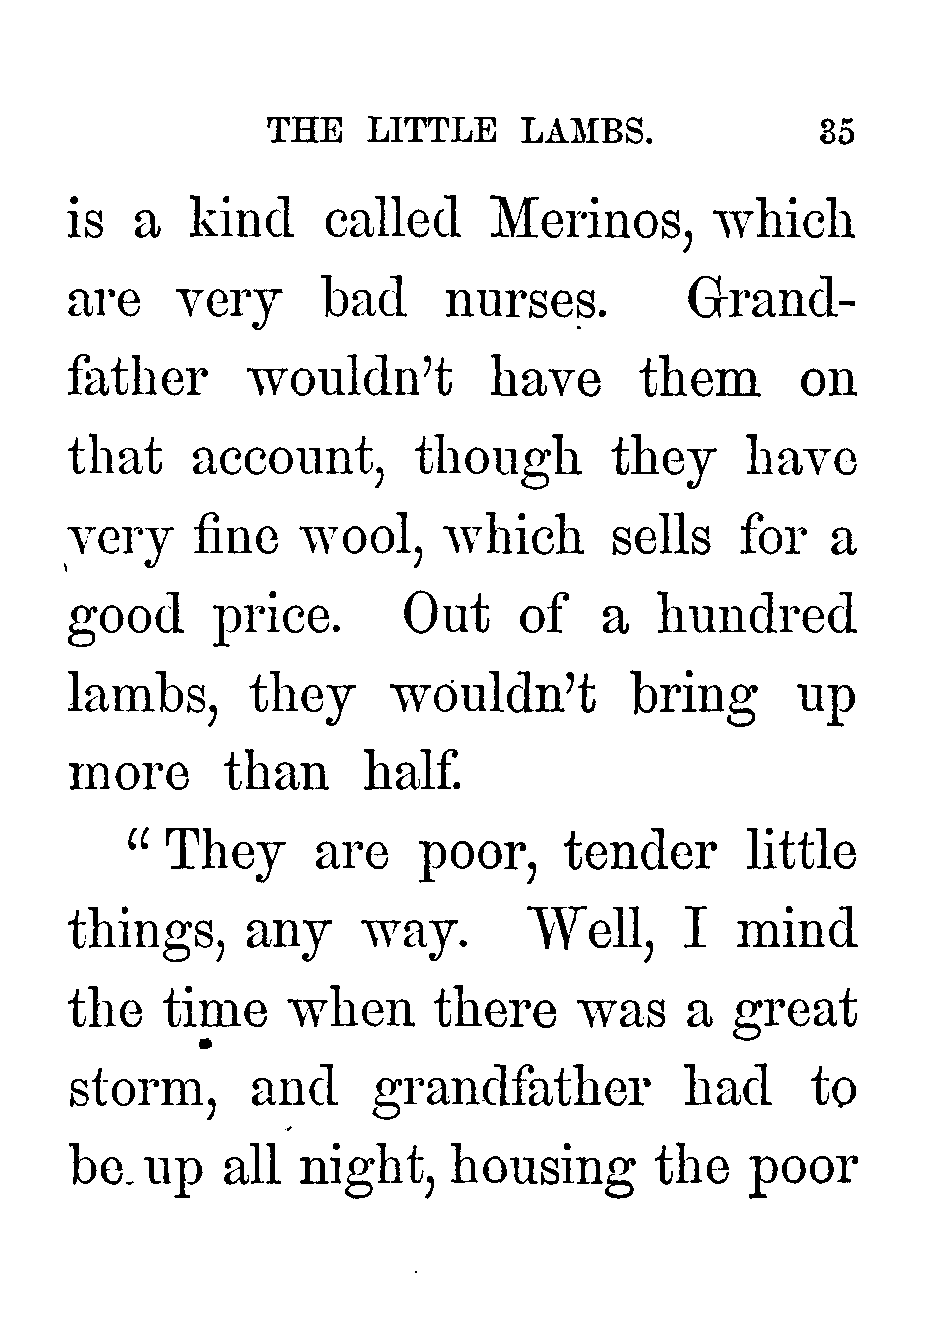 THE LITTLE LAMBS. 35
is a kind called Merinos, which
are very bad nurses. Grand-
father wouldn't have them on
that account, though they have
very fine wool, which sells for a
good price. Out of a hundred
lambs, they wouldn't bring up
more than half.
" They are poor, tender little
things, any way. Well, I mind
the time when there was a great
storm, and grandfather had to
be up all night, housing the poor